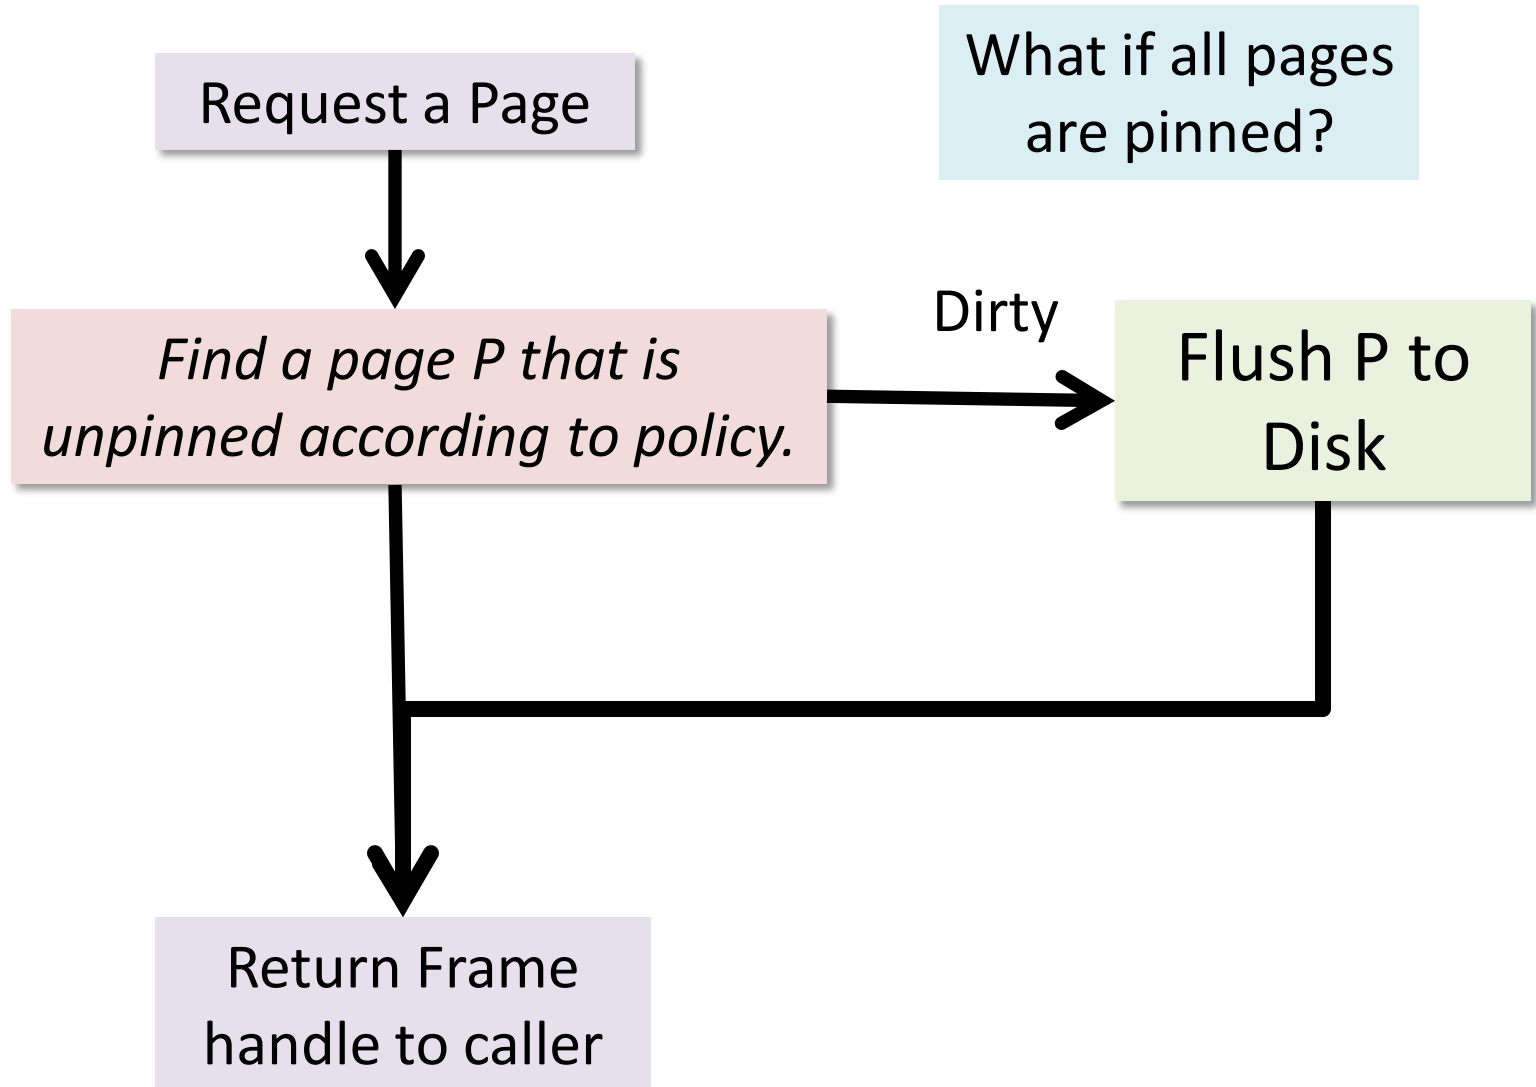 Request a Page
What if all pages
are pinned?
Find a page P that is
unpinned according to policy.
Dirty
Flush P to
Disk
Return Frame
handle to caller